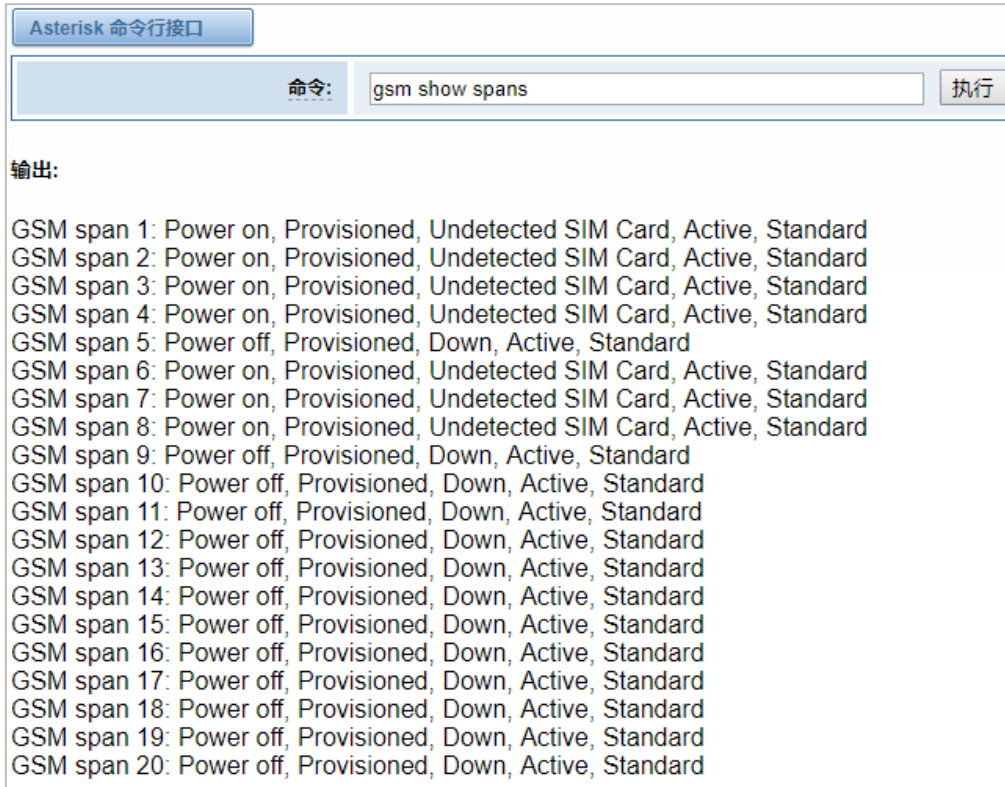 Asterisk 命令行接口
命令: gsm show spans 执行
输出:
GSM span 1: Power on, Provisioned, Undetected SIM Card, Active, Standard
GSM span 2: Power on, Provisioned, Undetected SIM Card, Active, Standard
GSM span 3: Power on, Provisioned, Undetected SIM Card, Active, Standard
GSM span 4: Power on, Provisioned, Undetected SIM Card, Active, Standard
GSM span 5: Power off, Provisioned, Down, Active, Standard
GSM span 6: Power on, Provisioned, Undetected SIM Card, Active, Standard
GSM span 7: Power on, Provisioned, Undetected SIM Card, Active, Standard
GSM span 8: Power on, Provisioned, Undetected SIM Card, Active, Standard
GSM span 9: Power off, Provisioned, Down, Active, Standard
GSM span 10: Power off, Provisioned, Down, Active, Standard
GSM span 11: Power off, Provisioned, Down, Active, Standard
GSM span 12: Power off, Provisioned, Down, Active, Standard
GSM span 13: Power off, Provisioned, Down, Active, Standard
GSM span 14: Power off, Provisioned, Down, Active, Standard
GSM span 15: Power off, Provisioned, Down, Active, Standard
GSM span 16: Power off, Provisioned, Down, Active, Standard
GSM span 17: Power off, Provisioned, Down, Active, Standard
GSM span 18: Power off, Provisioned, Down, Active, Standard
GSM span 19: Power off, Provisioned, Down, Active, Standard
GSM span 20: Power off, Provisioned, Down, Active, Standard